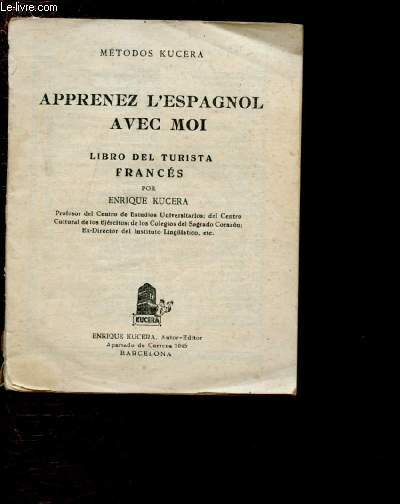 Le-livre.com
MÉTODOS KUCERA
APPRENEZ L'ESPAGNOL
AVEC MOI
LIBRO DEL TURISTA
FRANCÉS
POR
ENRIQUE KUCERA
Profesor del Centro de Estudios Universitarios; del Centro
Cultural de los Ejércitos; de los Colegios del Sagrado Corazón;
Ex-Director del Instituto Lingüístico, etc.
KUCERA
ENRIQUE KUCERA, Autor-Editor
Apartado de Correos
BARCELONA